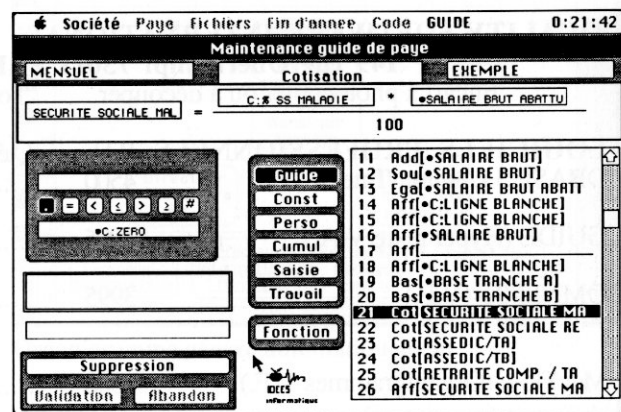 Société Paye Fichiers Fin d'annee Code GUIDE 0:21:42
Maintenance guide de paye
MENSUEL Cotisation EXEMPLE
SECURITE SOCIALE MAL = C:% SS MALADIE * •SALAIRE BRUT ABATTU
100
. = < ≤ > ≥ #
•C:ZERO
Suppression
Validation Abandon
Guide
Const
Perso
Cumul
Saisie
Travail
Fonction
IDEES
informatique
11 Add[•SALAIRE BRUT]
12 Sou[•SALAIRE BRUT]
13 Ega[•SALAIRE BRUT ABATT
14 Aff[•C:LIGNE BLANCHE]
15 Aff[•C:LIGNE BLANCHE]
16 Aff[•SALAIRE BRUT]
17 Aff[
18 Aff[•C:LIGNE BLANCHE]
19 Bas[•BASE TRANCHE A]
20 Bas[•BASE TRANCHE B]
21 Cot[SECURITE SOCIALE MA
22 Cot[SECURITE SOCIALE RE
23 Cot[ASSEDIC/TA]
24 Cot[ASSEDIC/TB]
25 Cot[RETRAITE COMP. / TA
26 Aff[SECURITE SOCIALE MA